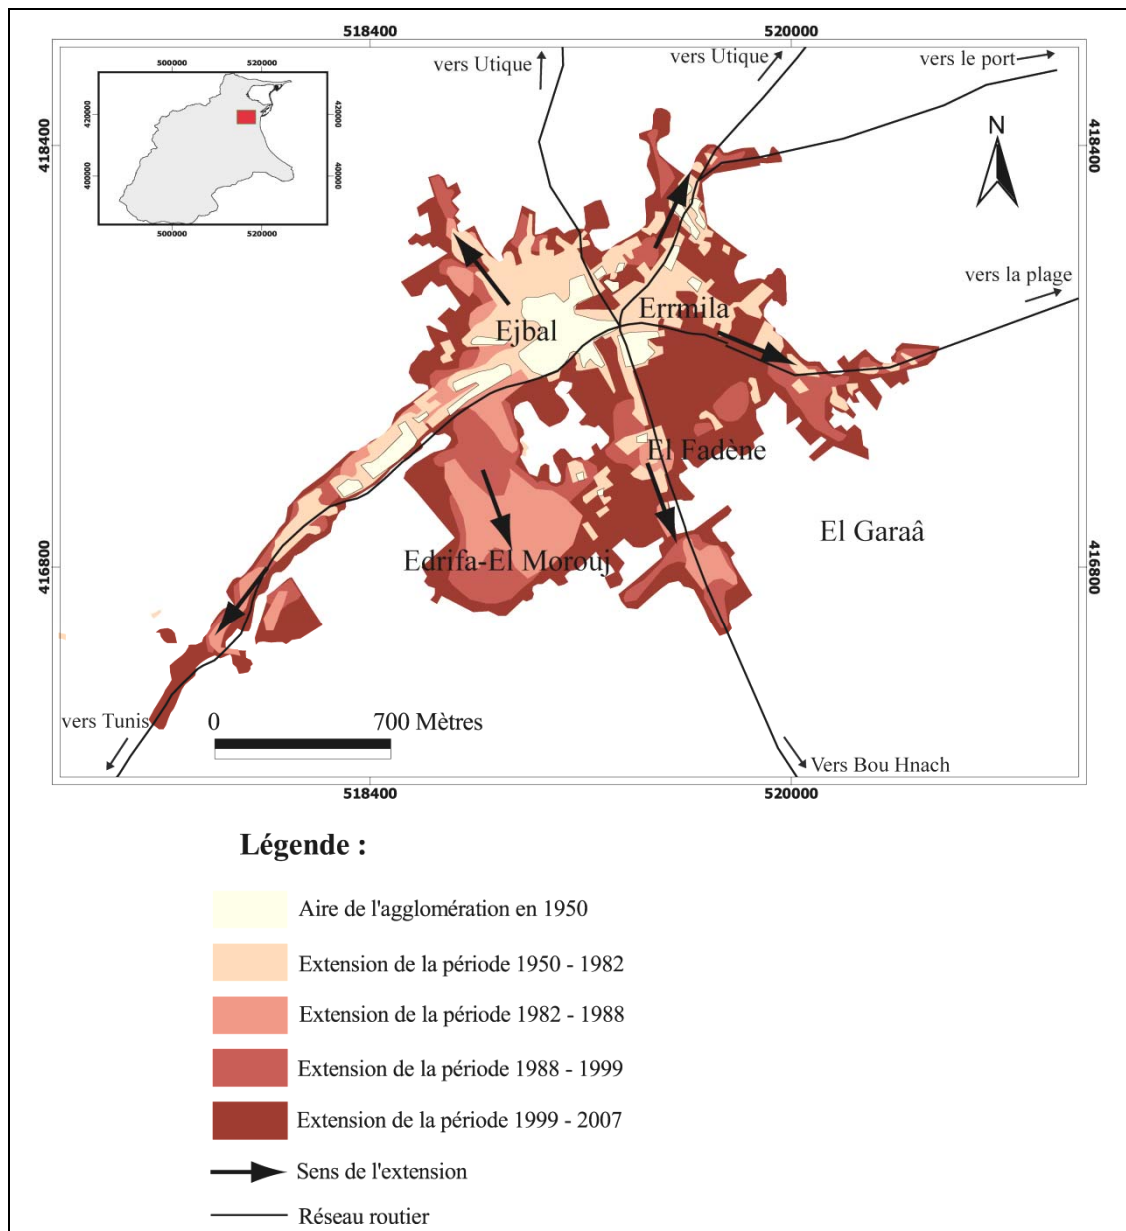 518400
520000
vers Utique
vers Utique
vers le port
500000
520000
420000
420000
400000
400000
500000
520000
418400
418400
N
vers la plage
Errmila
Ejbal
El Fadène
El Garaâ
Edrifa-El Morouj
416800
416800
vers Tunis
0
700 Mètres
Vers Bou Hnach
518400
520000
Légende :
Aire de l'agglomération en 1950
Extension de la période 1950 - 1982
Extension de la période 1982 - 1988
Extension de la période 1988 - 1999
Extension de la période 1999 - 2007
Sens de l'extension
Réseau routier